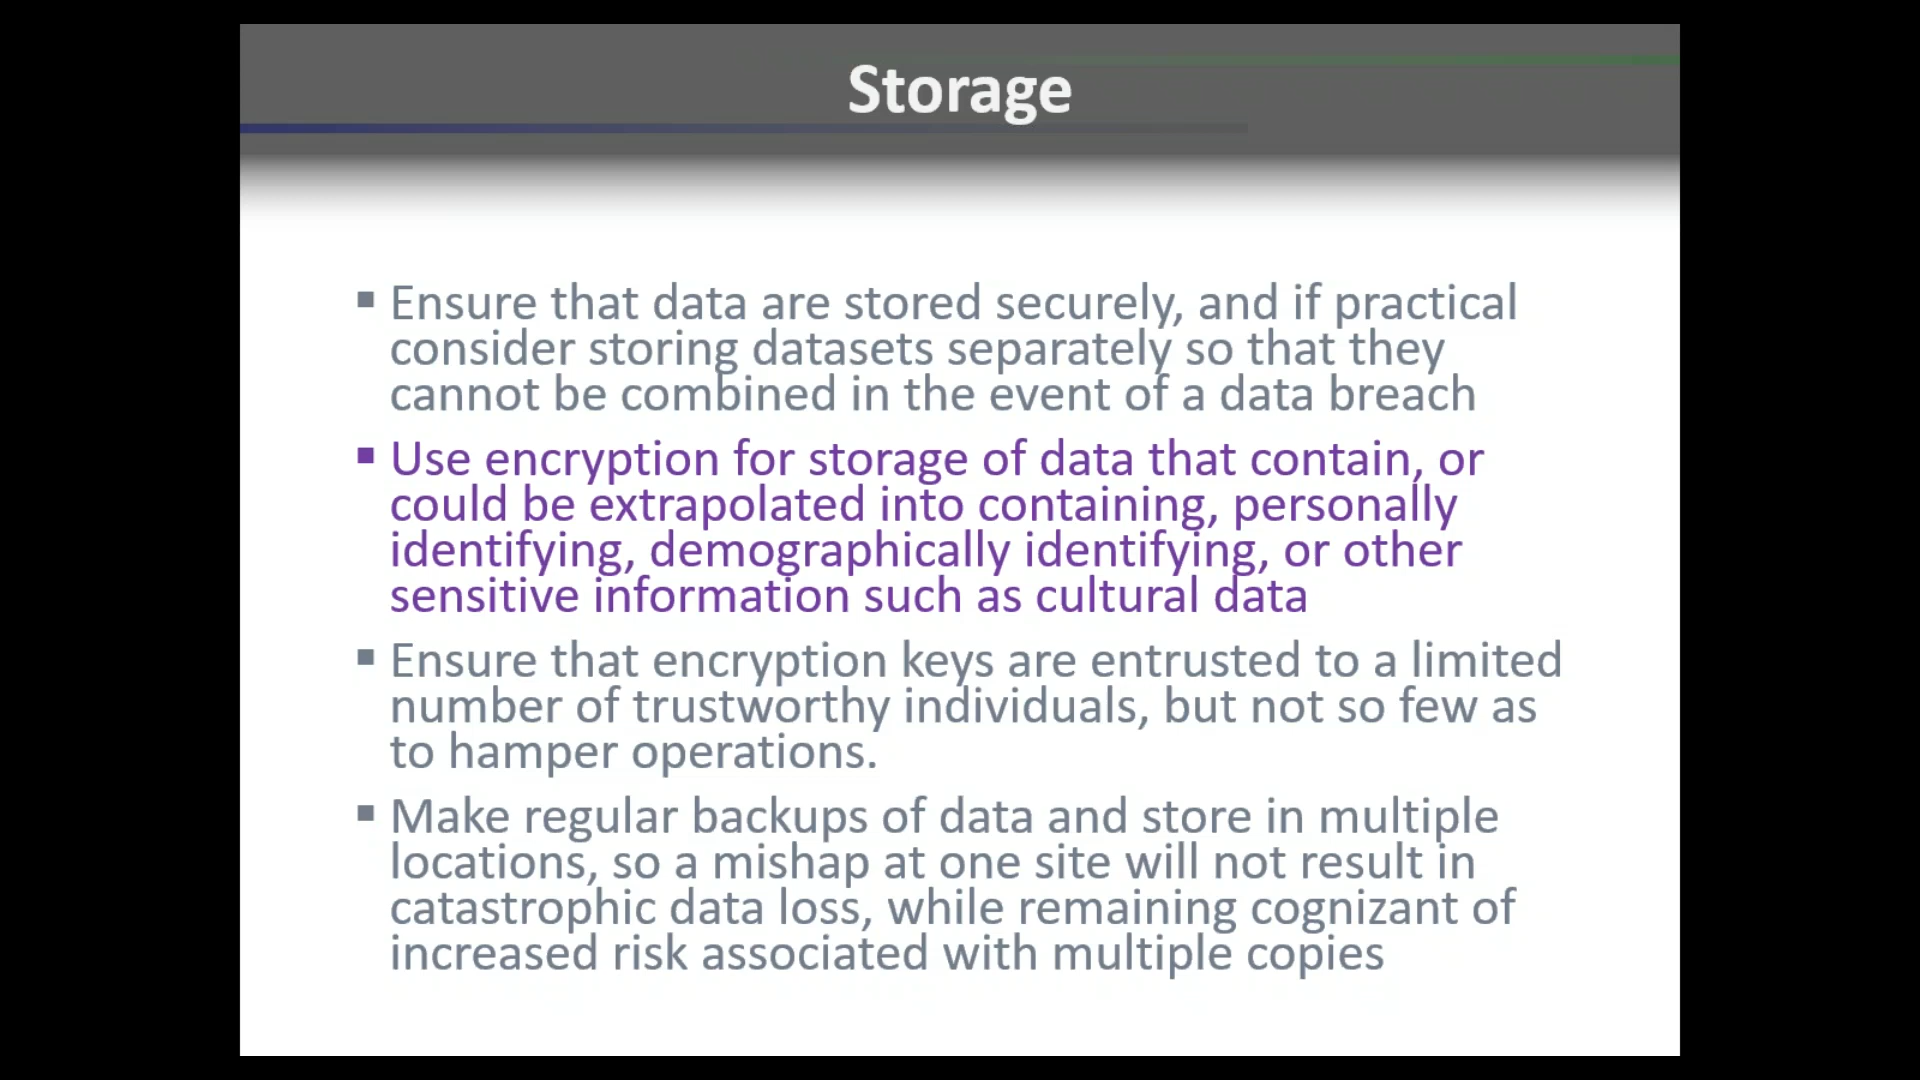 Storage
▪ Ensure that data are stored securely, and if practical
consider storing datasets separately so that they
cannot be combined in the event of a data breach
▪ Use encryption for storage of data that contain, or
could be extrapolated into containing, personally
identifying, demographically identifying, or other
sensitive information such as cultural data
▪ Ensure that encryption keys are entrusted to a limited
number of trustworthy individuals, but not so few as
to hamper operations.
▪ Make regular backups of data and store in multiple
locations, so a mishap at one site will not result in
catastrophic data loss, while remaining cognizant of
increased risk associated with multiple copies